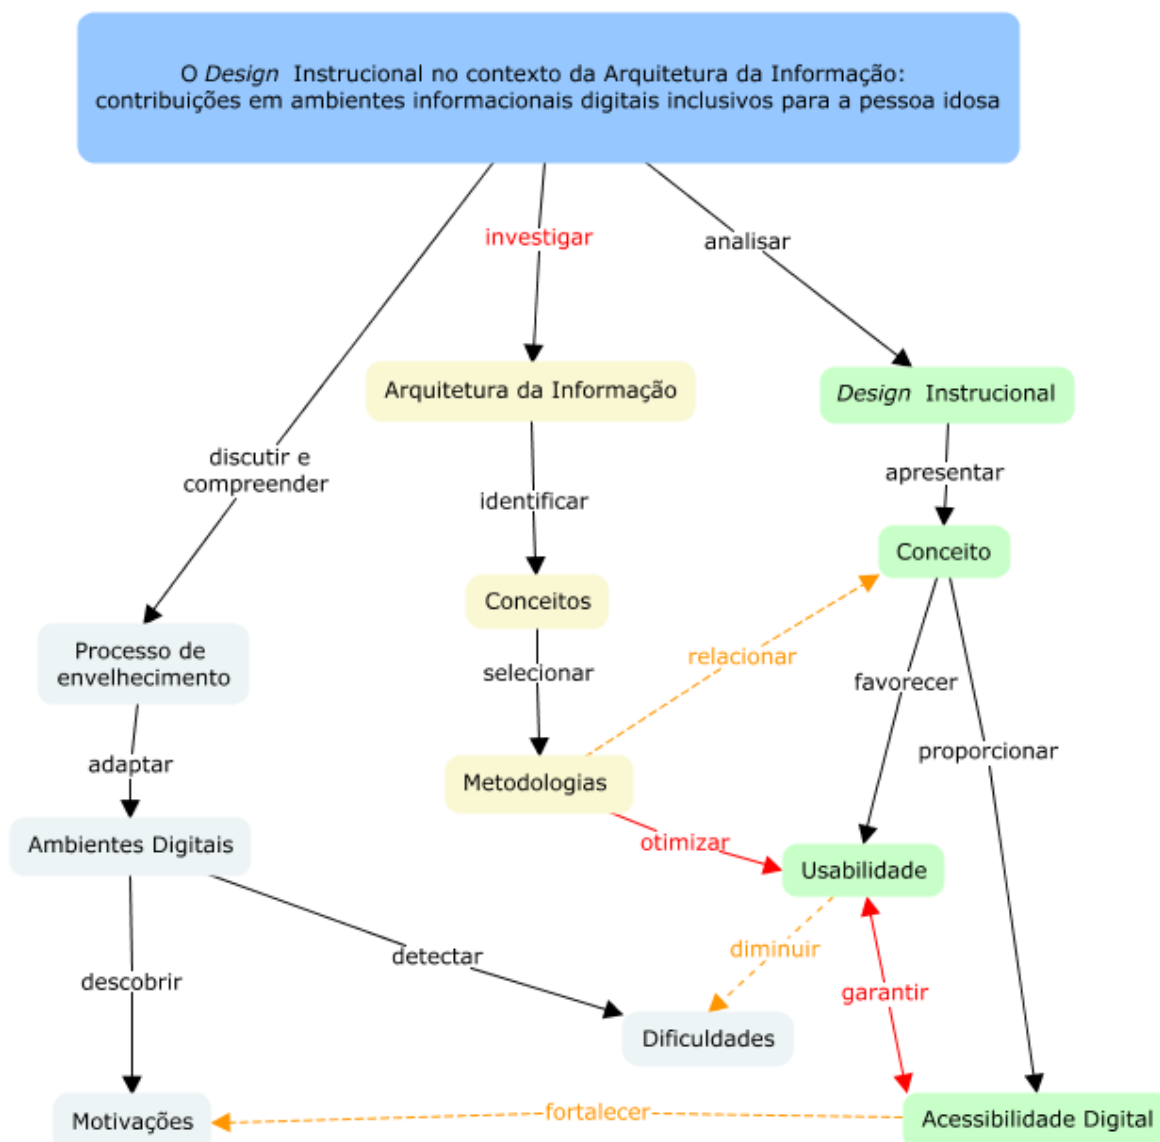 O Design Instrucional no contexto da Arquitetura da Informação:
contribuições em ambientes informacionais digitais inclusivos para a pessoa idosa
investigar
analisar
Arquitetura da Informação
Design Instrucional
discutir e
compreender
identificar
apresentar
Conceito
Conceitos
Processo de
envelhecimento
relacionar
selecionar
favorecer
proporcionar
adaptar
Metodologias
Ambientes Digitais
otimizar
Usabilidade
diminuir
detectar
descobrir
garantir
Dificuldades
Motivações
fortalecer
Acessibilidade Digital